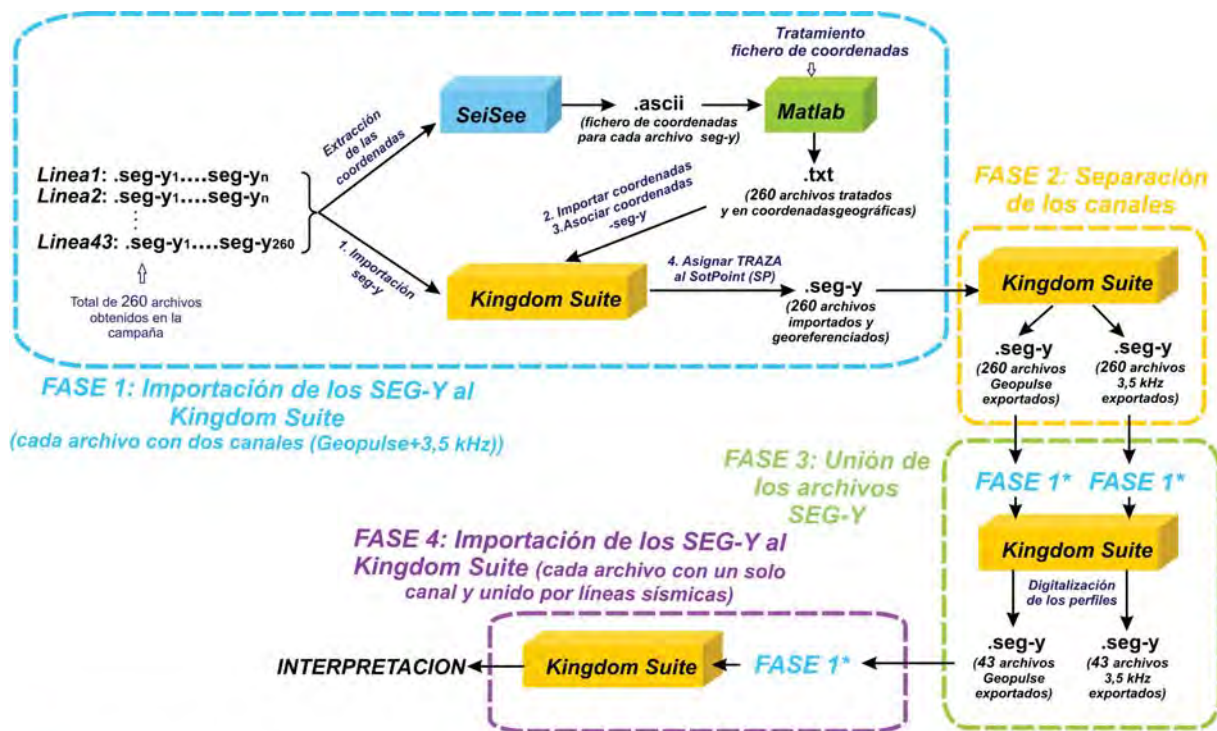 Tratamiento
fichero de coordenadas
SeiSee
.ascii
(fichero de coordenadas
para cada archivo seg-y)
Matlab
Extracción
de las
coordenadas
Linea1: .seg-y1....seg-yn
Linea2: .seg-y1....seg-yn
Linea43: .seg-y1....seg-y260
Total de 260 archivos
obtenidos en la
campaña
.txt
(260 archivos tratados
y en coordenadasgeográficas)
2. Importar coordenadas
3.Asociar coordenadas
-seg-y
1. Importación
seg-y
Kingdom Suite
4. Asignar TRAZA
al SotPoint (SP)
.seg-y
(260 archivos
importados y
georeferenciados)
FASE 1: Importación de los SEG-Y al
Kingdom Suite
(cada archivo con dos canales (Geopulse+3,5 kHz))
FASE 2: Separación
de los canales
Kingdom Suite
.seg-y
(260 archivos
Geopulse
exportados)
.seg-y
(260 archivos
3,5 kHz
exportados)
FASE 3: Unión de
los archivos
SEG-Y
FASE 1*
FASE 1*
Kingdom Suite
Digitalización
de los perfiles
.seg-y
(43 archivos
Geopulse
exportados)
.seg-y
(43 archivos
3,5 kHz
exportados)
FASE 4: Importación de los SEG-Y al
Kingdom Suite (cada archivo con un solo
canal y unido por líneas sísmicas)
FASE 1*
Kingdom Suite
INTERPRETACION